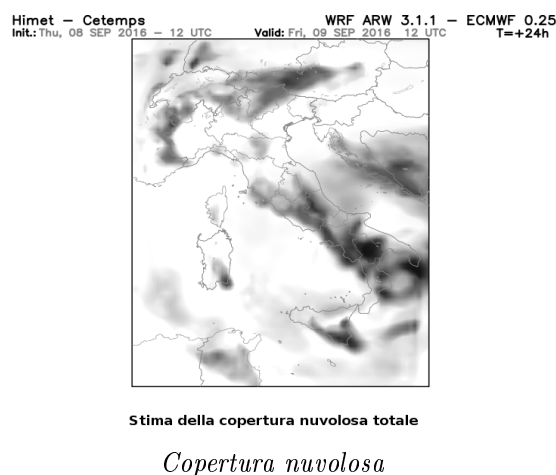 Himet – Cetemps WRF ARW 3.1.1 – ECMWF 0.25
Init.: Thu, 08 SEP 2016 – 12 UTC Valid: Fri, 09 SEP 2016 12 UTC T=+24h
Stima della copertura nuvolosa totale
Copertura nuvolosa